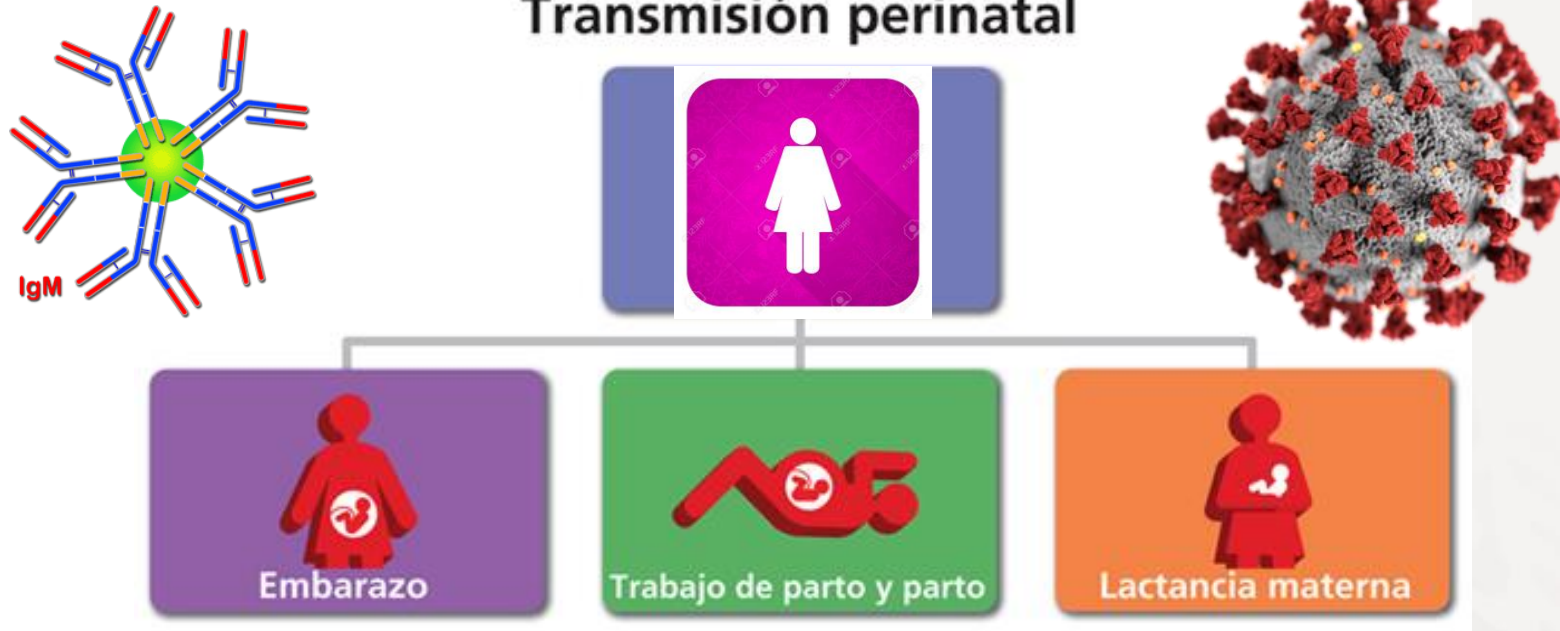 Transmisión perinatal
IgM
Embarazo
Trabajo de parto y parto
Lactancia materna